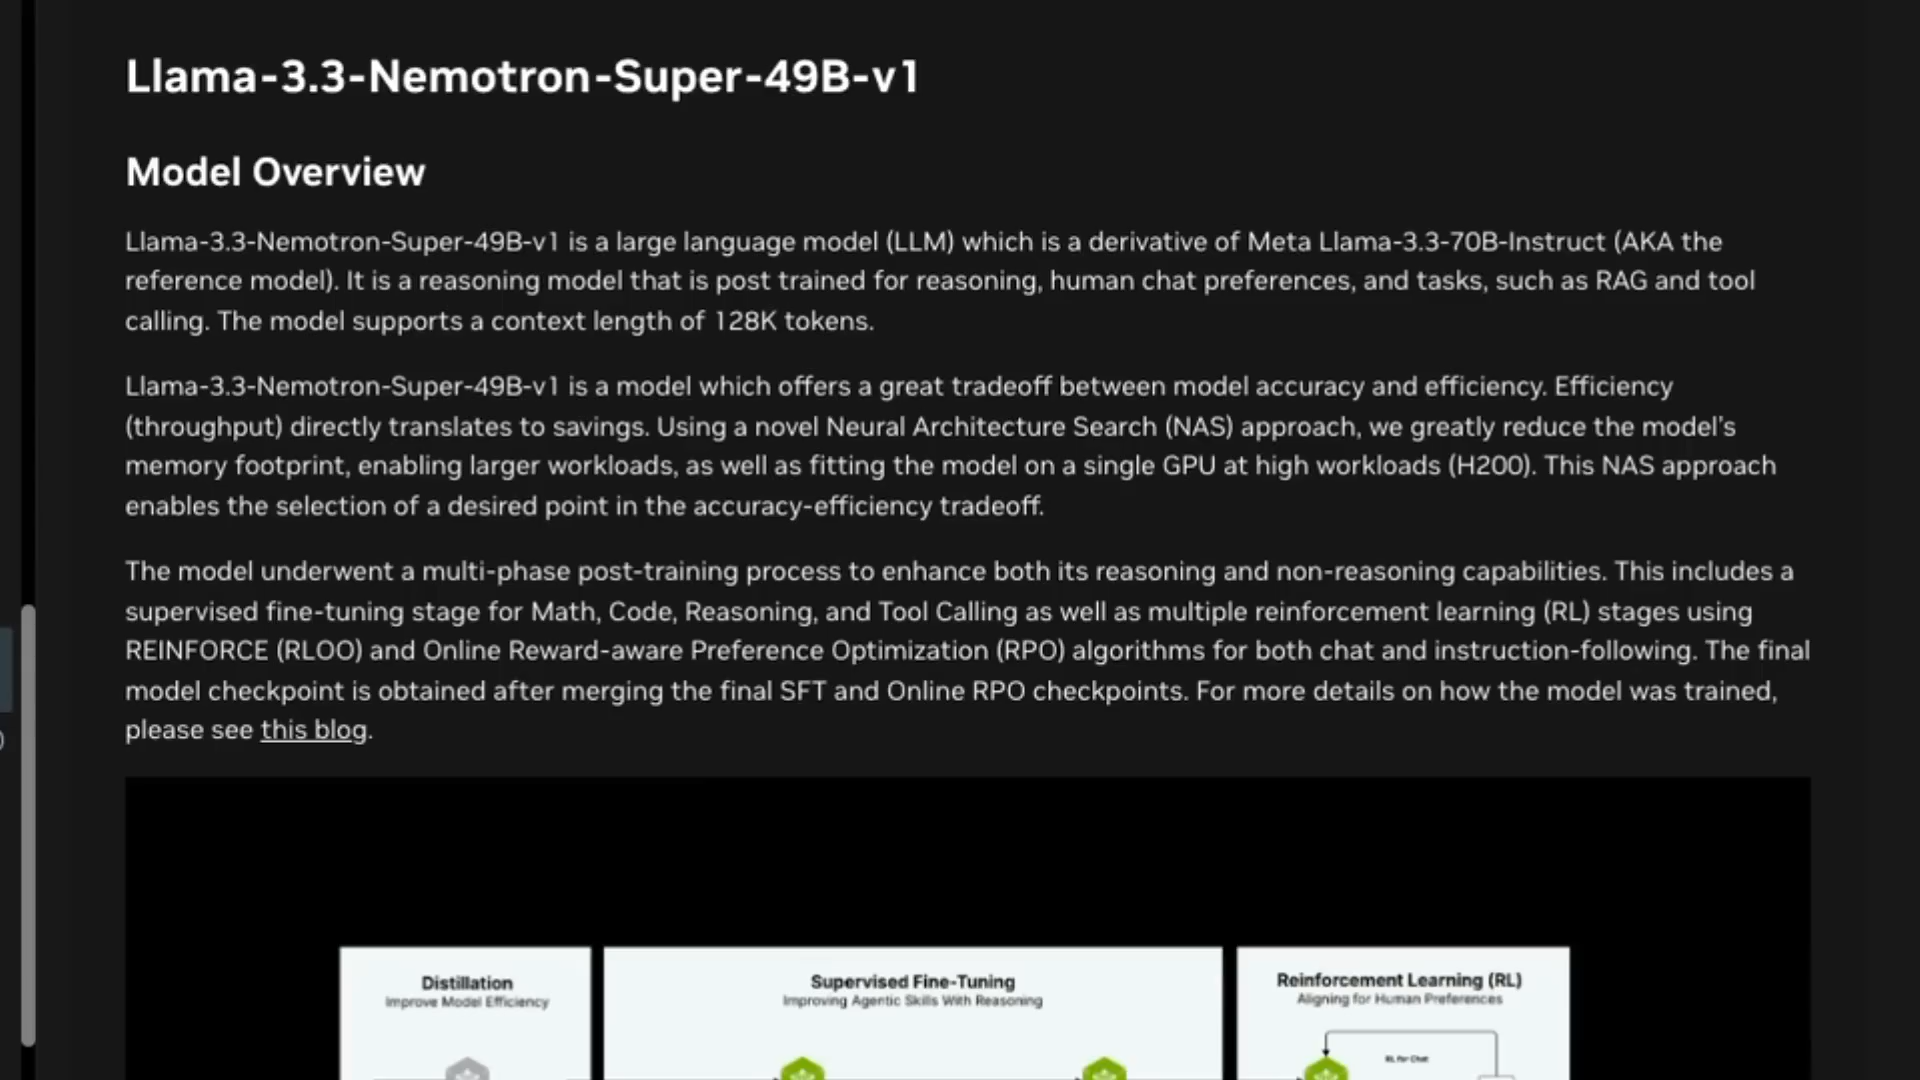 Llama-3.3-Nemotron-Super-49B-v1
Model Overview
Llama-3.3-Nemotron-Super-49B-v1 is a large language model (LLM) which is a derivative of Meta Llama-3.3-70B-Instruct (AKA the
reference model). It is a reasoning model that is post trained for reasoning, human chat preferences, and tasks, such as RAG and tool
calling. The model supports a context length of 128K tokens.
Llama-3.3-Nemotron-Super-49B-v1 is a model which offers a great tradeoff between model accuracy and efficiency. Efficiency
(throughput) directly translates to savings. Using a novel Neural Architecture Search (NAS) approach, we greatly reduce the model's
memory footprint, enabling larger workloads, as well as fitting the model on a single GPU at high workloads (H200). This NAS approach
enables the selection of a desired point in the accuracy-efficiency tradeoff.
The model underwent a multi-phase post-training process to enhance both its reasoning and non-reasoning capabilities. This includes a
supervised fine-tuning stage for Math, Code, Reasoning, and Tool Calling as well as multiple reinforcement learning (RL) stages using
REINFORCE (RLOO) and Online Reward-aware Preference Optimization (RPO) algorithms for both chat and instruction-following. The final
model checkpoint is obtained after merging the final SFT and Online RPO checkpoints. For more details on how the model was trained,
please see this blog.
Distillation
Improve Model Efficiency
Supervised Fine-Tuning
Improving Agentic Skills With Reasoning
Reinforcement Learning (RL)
Aligning for Human Preferences
RL for Chat